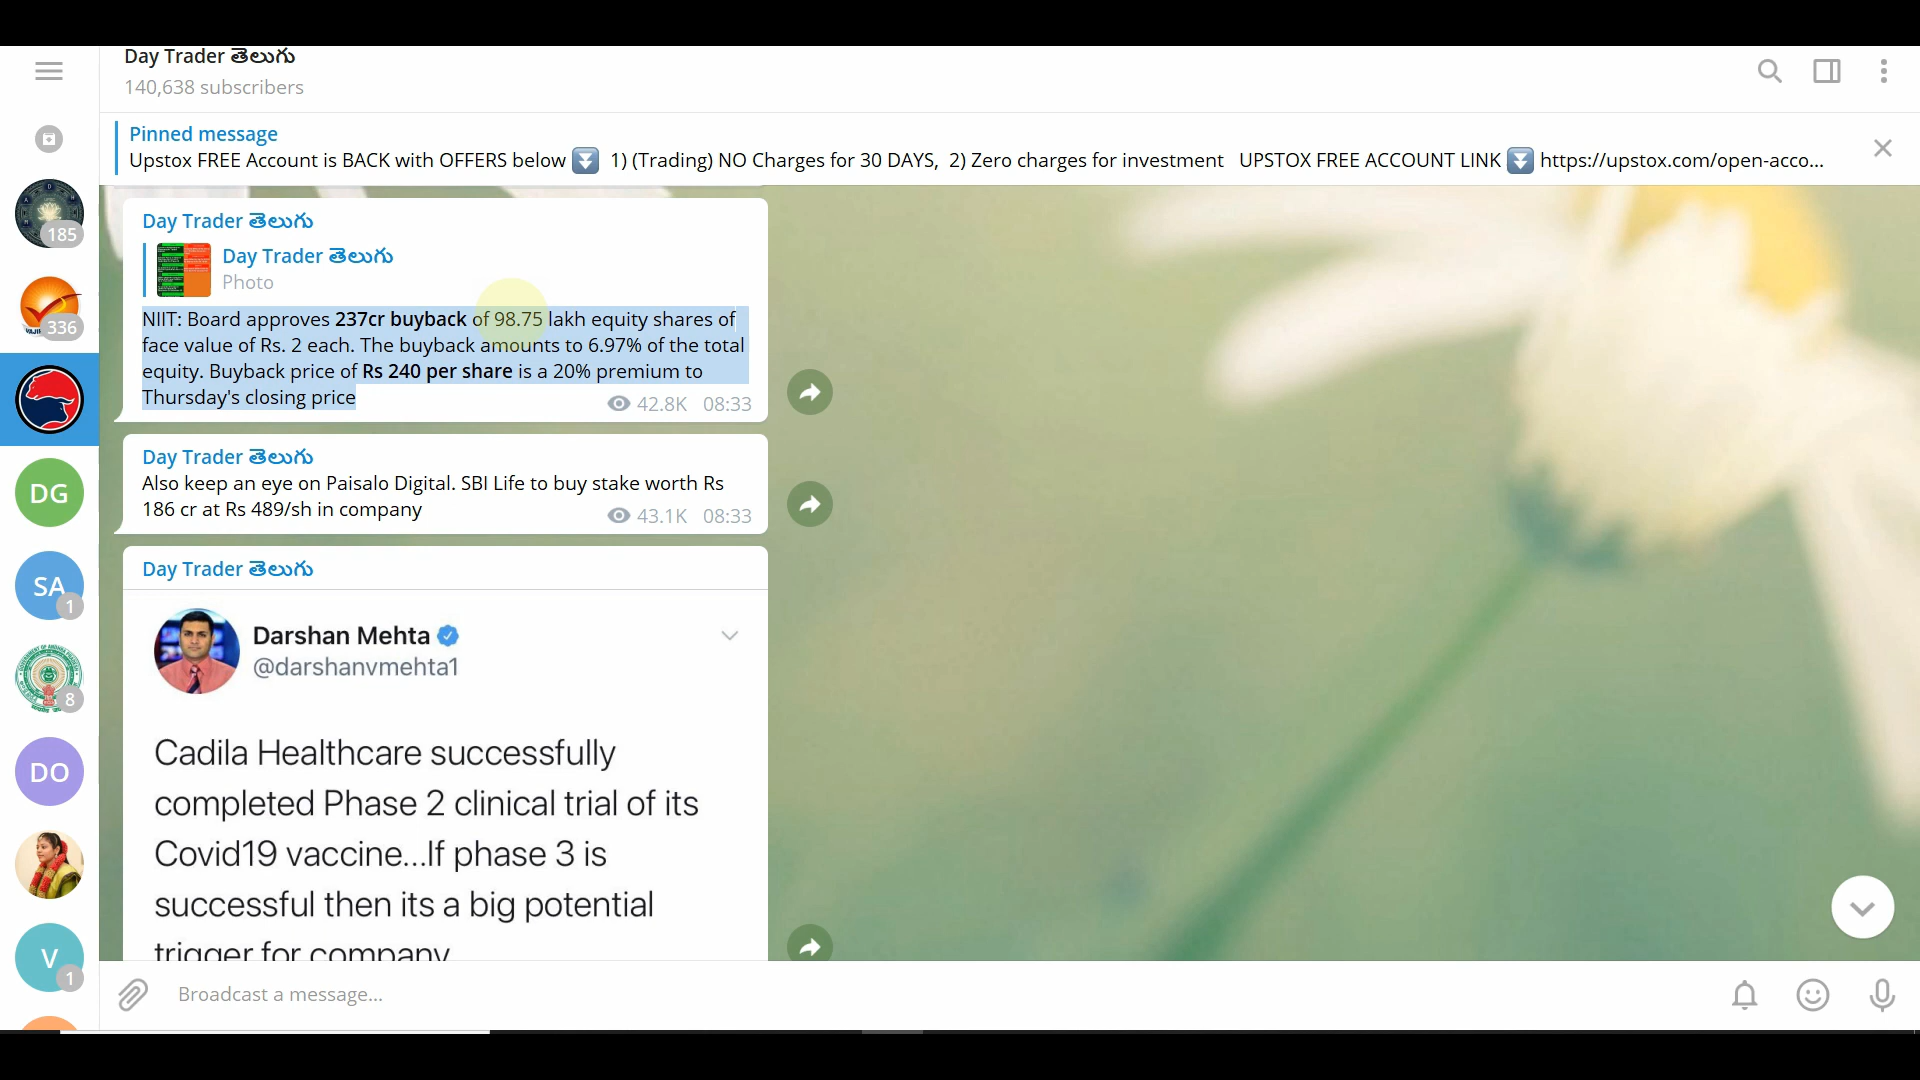 Day Trader తెలుగు
140,638 subscribers
Pinned message
Upstox FREE Account is BACK with OFFERS below ⏬ 1) (Trading) NO Charges for 30 DAYS, 2) Zero charges for investment UPSTOX FREE ACCOUNT LINK ⏬ https://upstox.com/open-acco...
185
336
DG
SA
1
8
DO
V
1
Day Trader తెలుగు
Day Trader తెలుగు
Photo
NIIT: Board approves 237cr buyback of 98.75 lakh equity shares of
face value of Rs. 2 each. The buyback amounts to 6.97% of the total
equity. Buyback price of Rs 240 per share is a 20% premium to
Thursday's closing price
42.8K 08:33
Day Trader తెలుగు
Also keep an eye on Paisalo Digital. SBI Life to buy stake worth Rs
186 cr at Rs 489/sh in company
43.1K 08:33
Day Trader తెలుగు
Darshan Mehta
@darshanvmehta1
Cadila Healthcare successfully
completed Phase 2 clinical trial of its
Covid19 vaccine...If phase 3 is
successful then its a big potential
trigger for company
Broadcast a message...